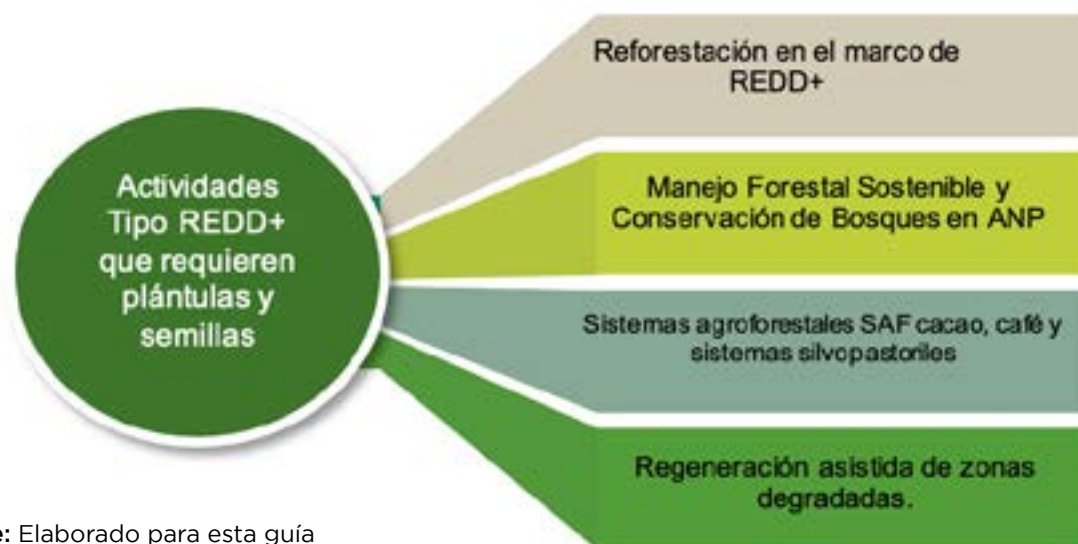 Actividades
Tipo REDD+
que requieren
plántulas y
semillas
Reforestación en el marco de
REDD+
Manejo Forestal Sostenible y
Conservación de Bosques en ANP
Sistemas agroforestales SAF cacao, café y
sistemas silvopastoriles
Regeneración asistida de zonas
degradadas.
: Elaborado para esta guía